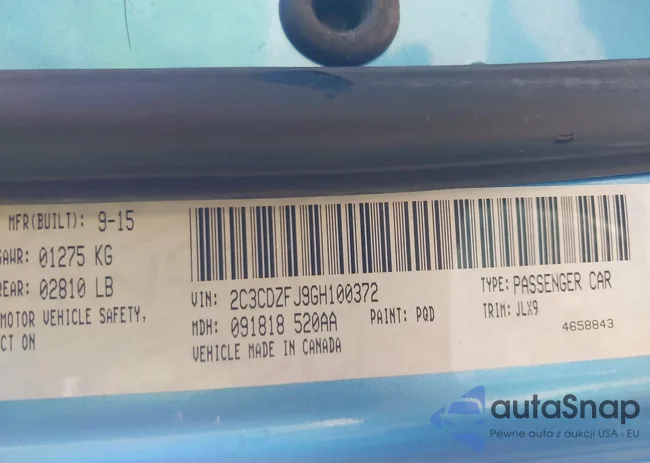 MFR(BUILT): 9-15
GAWR: 01275 KG
REAR: 02810 LB
MOTOR VEHICLE SAFETY,
CT ON
VIN: 2C3CDZFJ9GH100372
TYPE: PASSENGER CAR
MDH: 091818 520AA PAINT: PQD
TRIM: JLX9
VEHICLE MADE IN CANADA
4658843
autaSnap
Pewne auta z aukcji USA i EU